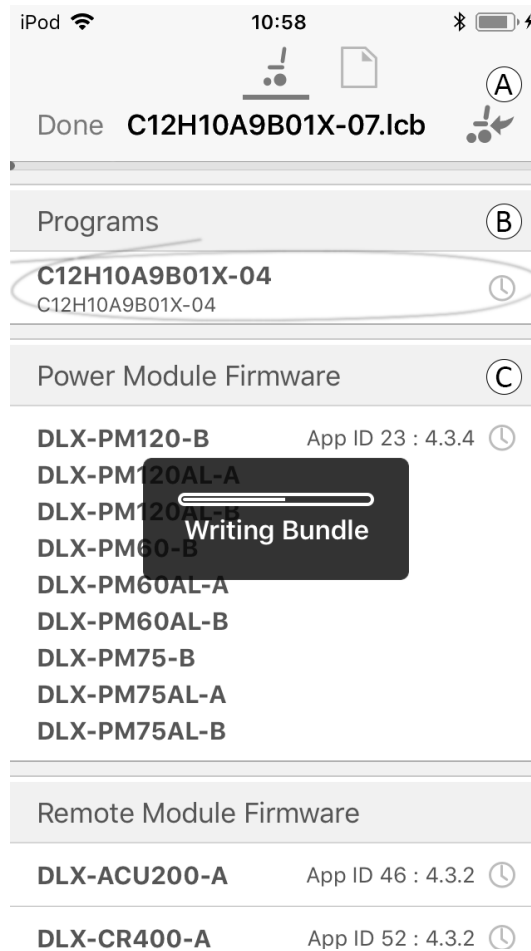 iPod 10:58
A
Done C12H10A9B01X-07.lcb
Programs B
C12H10A9B01X-04
C12H10A9B01X-04
Power Module Firmware C
DLX-PM120-B App ID 23 : 4.3.4
DLX-PM120AL-A
DLX-PM120AL-B
Writing Bundle
DLX-PM60-B
DLX-PM60AL-A
DLX-PM60AL-B
DLX-PM75-B
DLX-PM75AL-A
DLX-PM75AL-B
Remote Module Firmware
DLX-ACU200-A App ID 46 : 4.3.2
DLX-CR400-A App ID 52 : 4.3.2